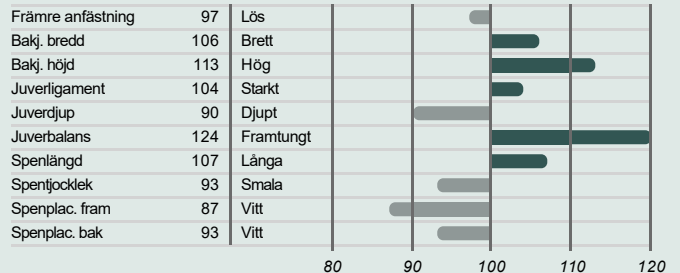 Främre anfästning 97 Lös
Bakj. bredd 106 Brett
Bakj. höjd 113 Hög
Juverligament 104 Starkt
Juverdjup 90 Djupt
Juverbalans 124 Framtungt
Spenlängd 107 Långa
Spentjocklek 93 Smala
Spenplac. fram 87 Vitt
Spenplac. bak 93 Vitt
80 90 100 110 120